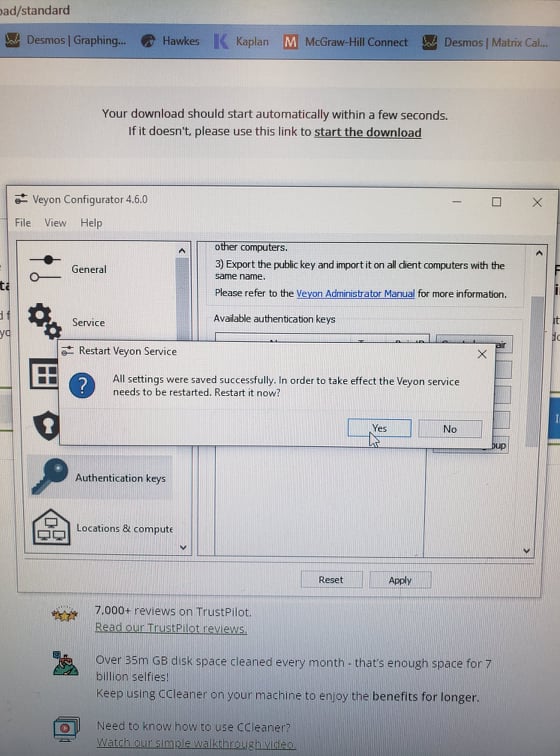 oad/standard
Desmos | Graphing... Hawkes Kaplan McGraw-Hill Connect Desmos | Matrix Cal...
Your download should start automatically within a few seconds.
If it doesn't, please use this link to start the download
Veyon Configurator 4.6.0
File View Help
other computers.
3) Export the public key and import it on all client computers with the
same name.
Please refer to the Veyon Administrator Manual for more information.
Available authentication keys
General
Service
Restart Veyon Service
All settings were saved successfully. In order to take effect the Veyon service
needs to be restarted. Restart it now?
Yes No
Authentication keys
Locations & compute
Reset Apply
7,000+ reviews on TrustPilot.
Read our TrustPilot reviews.
Over 35m GB disk space cleaned every month - that's enough space for 7
billion selfies!
Keep using CCleaner on your machine to enjoy the benefits for longer.
Need to know how to use CCleaner?
Watch our simple walkthrough video.